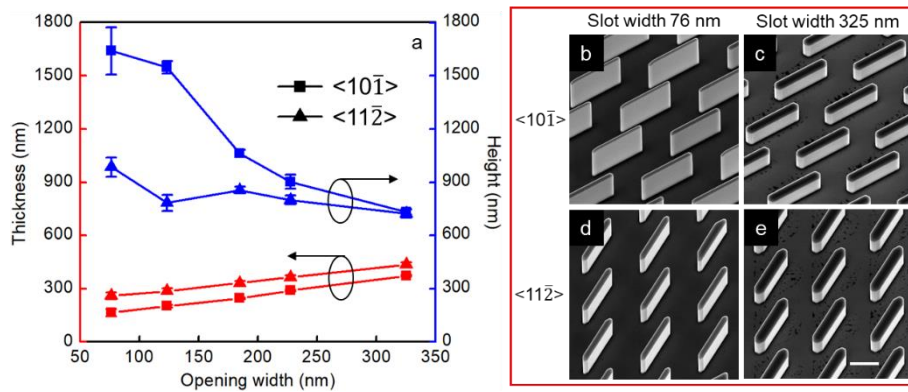 1800
1500
1200
900
600
300
0
Thickness (nm)
50
100
150
200
250
300
350
Opening width (nm)
1800
1500
1200
900
600
300
0
Height (nm)
a
<101̅>
<112̅>
Slot width 76 nm
Slot width 325 nm
<101̅>
b
c
<112̅>
d
e